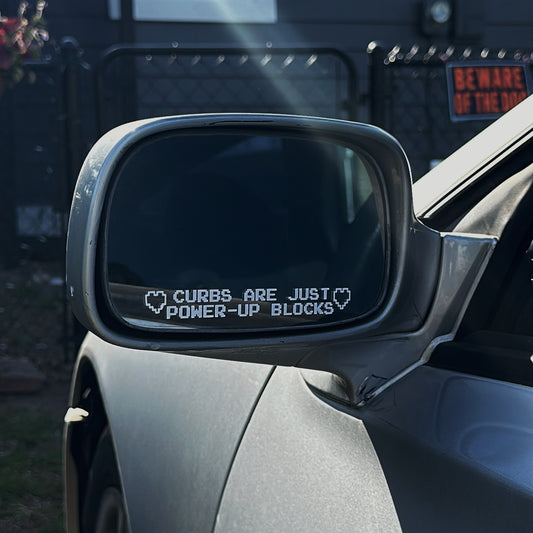 BEWARE
OF THE DOG
CURBS ARE JUST
POWER-UP BLOCKS